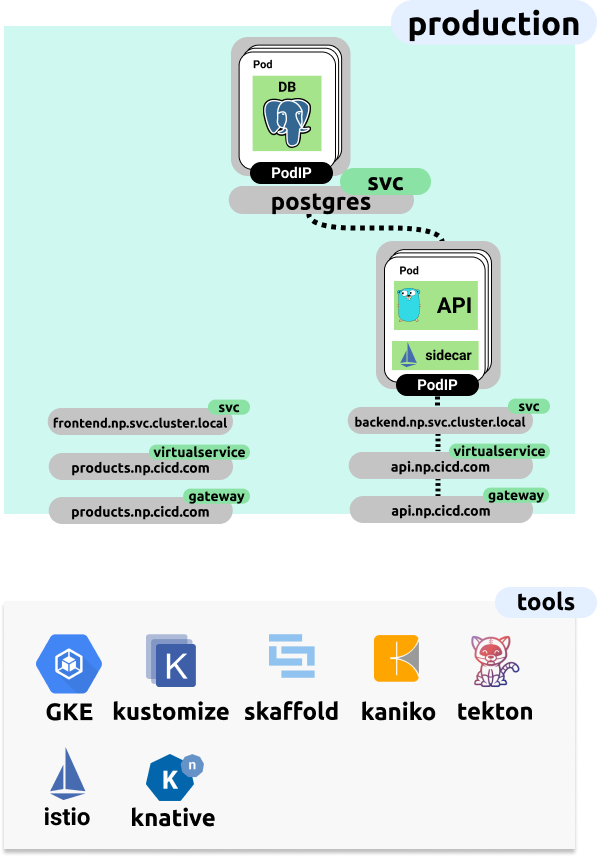 production
Pod
DB
PodIP
svc
postgres
Pod
API
sidecar
PodIP
svc
frontend.np.svc.cluster.local
virtualservice
products.np.cicd.com
gateway
products.np.cicd.com
svc
backend.np.svc.cluster.local
virtualservice
api.np.cicd.com
gateway
api.np.cicd.com
tools
K
GKE
kustomize
skaffold
kaniko
tekton
K
n
istio
knative